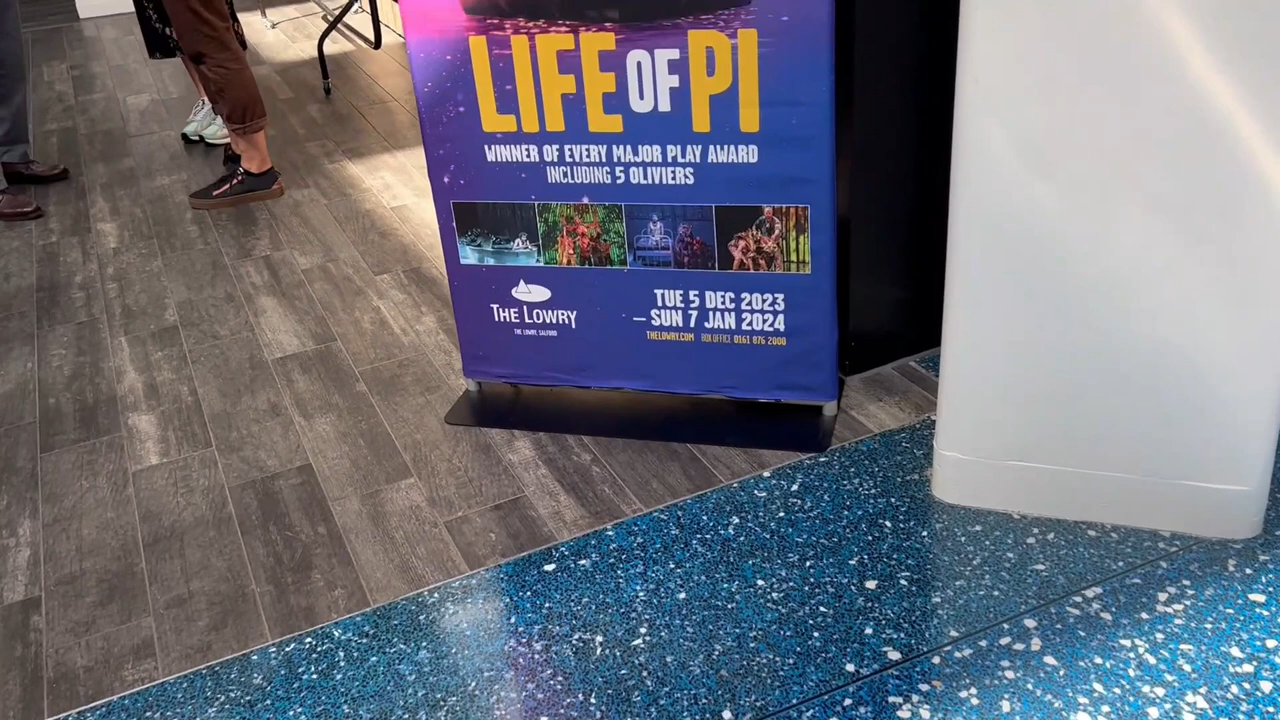 LIFE OF PI
WINNER OF EVERY MAJOR PLAY AWARD
INCLUDING 5 OLIVIERS
THE LOWRY
THE LOWRY, SALFORD
TUE 5 DEC 2023
– SUN 7 JAN 2024
THELOWRY.COM BOX OFFICE 0161 876 2000